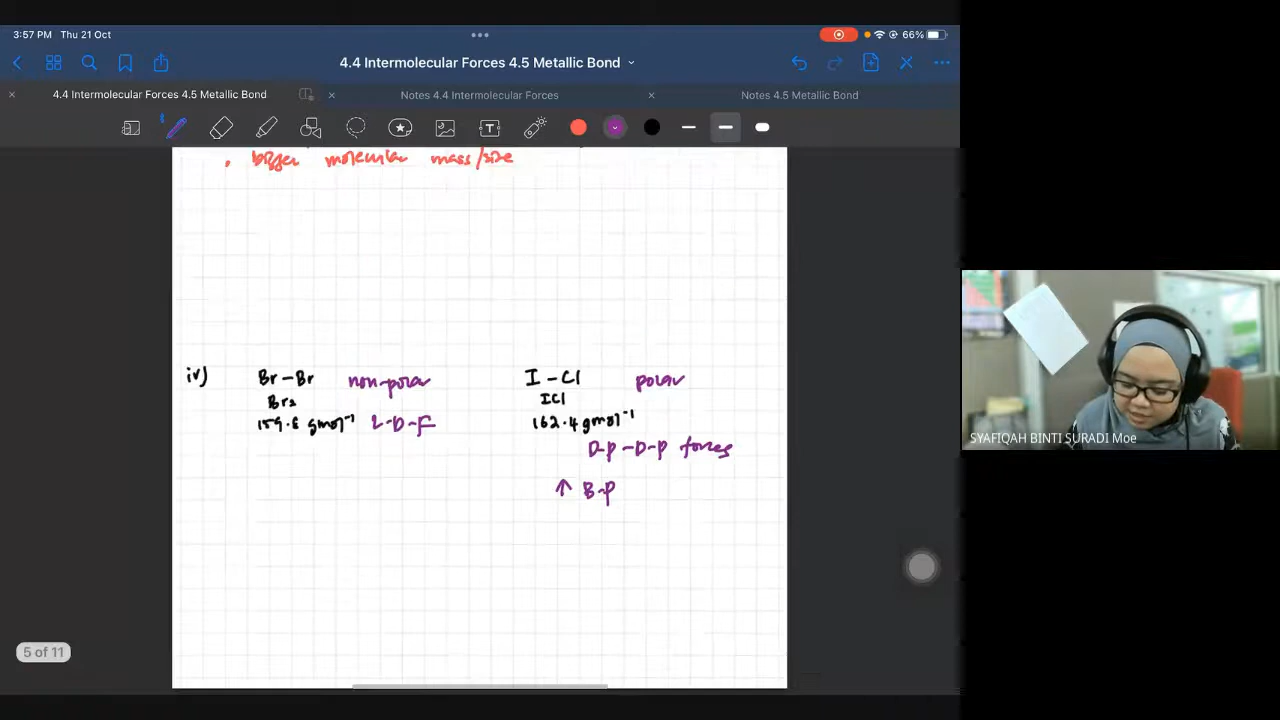 3:57 PM Thu 21 Oct
66%
4.4 Intermolecular Forces 4.5 Metallic Bond
4.4 Intermolecular Forces 4.5 Metallic Bond
Notes 4.4 Intermolecular Forces
Notes 4.5 Metallic Bond
. bigger molecular mass/size
iv) Br-Br non-polar I-Cl polar
Br₂ ICl
159.8 gmol⁻¹ L-D-F 162.4 gmol⁻¹
D-P-D-P forces
↑ B-P
5 of 11
SYAFIQAH BINTI SURADI Moe